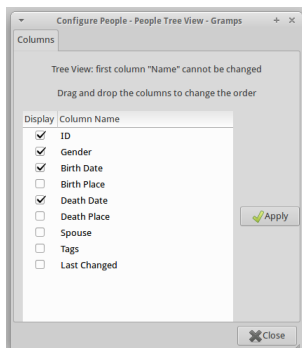 Configure People - People Tree View - Gramps
Columns
Tree View: first column "Name" cannot be changed
Drag and drop the columns to change the order
Display Column Name
ID
Gender
Birth Date
Birth Place
Death Date
Death Place
Apply
Spouse
Tags
Last Changed
Close